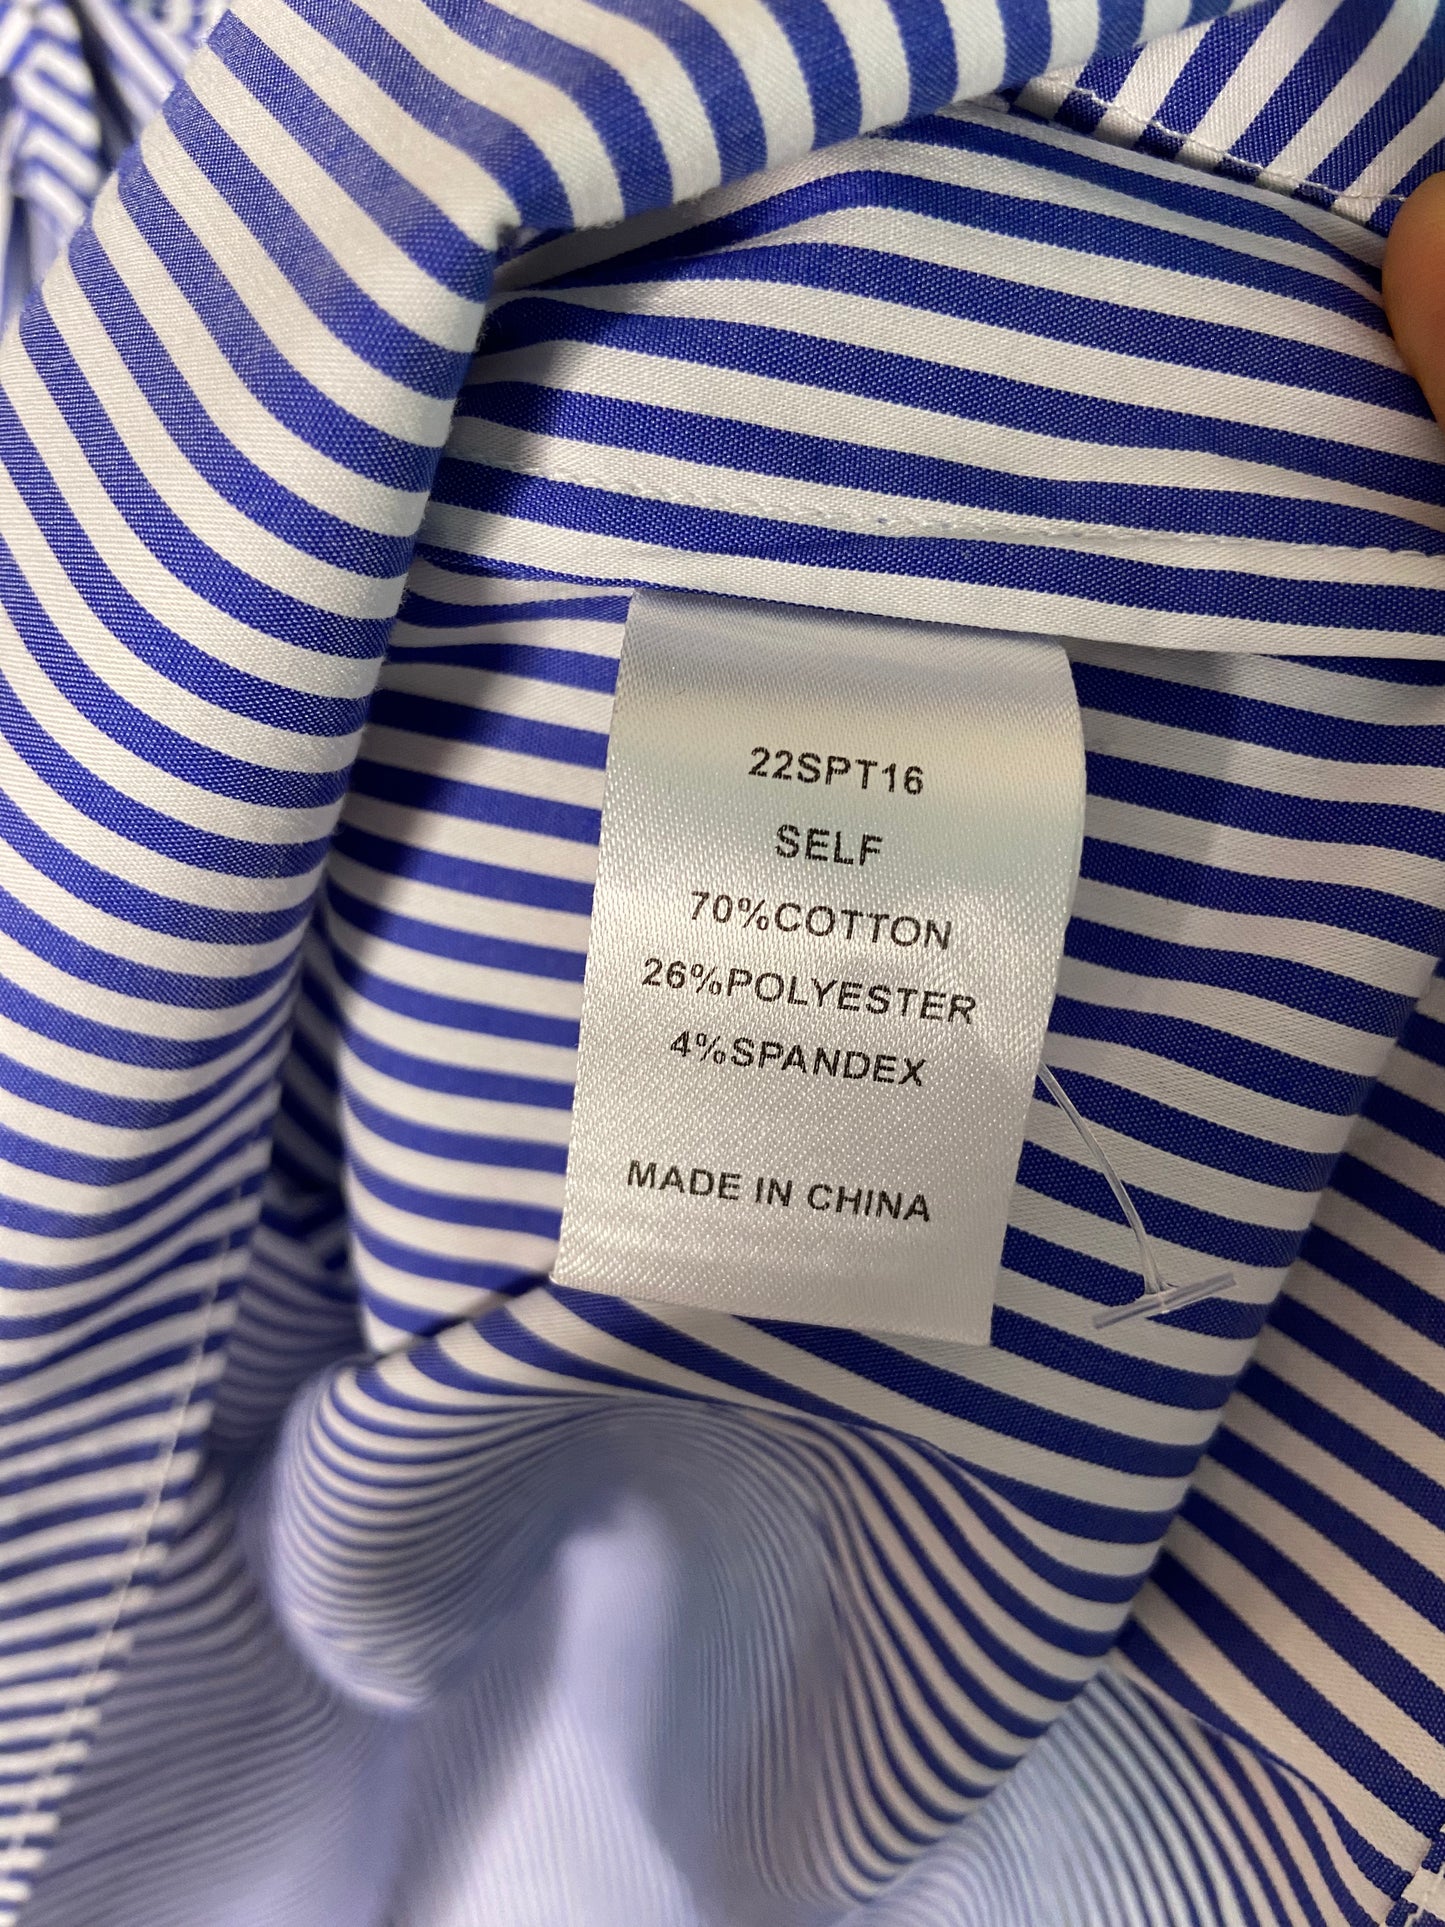 22SPT16
SELF
70%COTTON
26%POLYESTER
4%SPANDEX
MADE IN CHINA